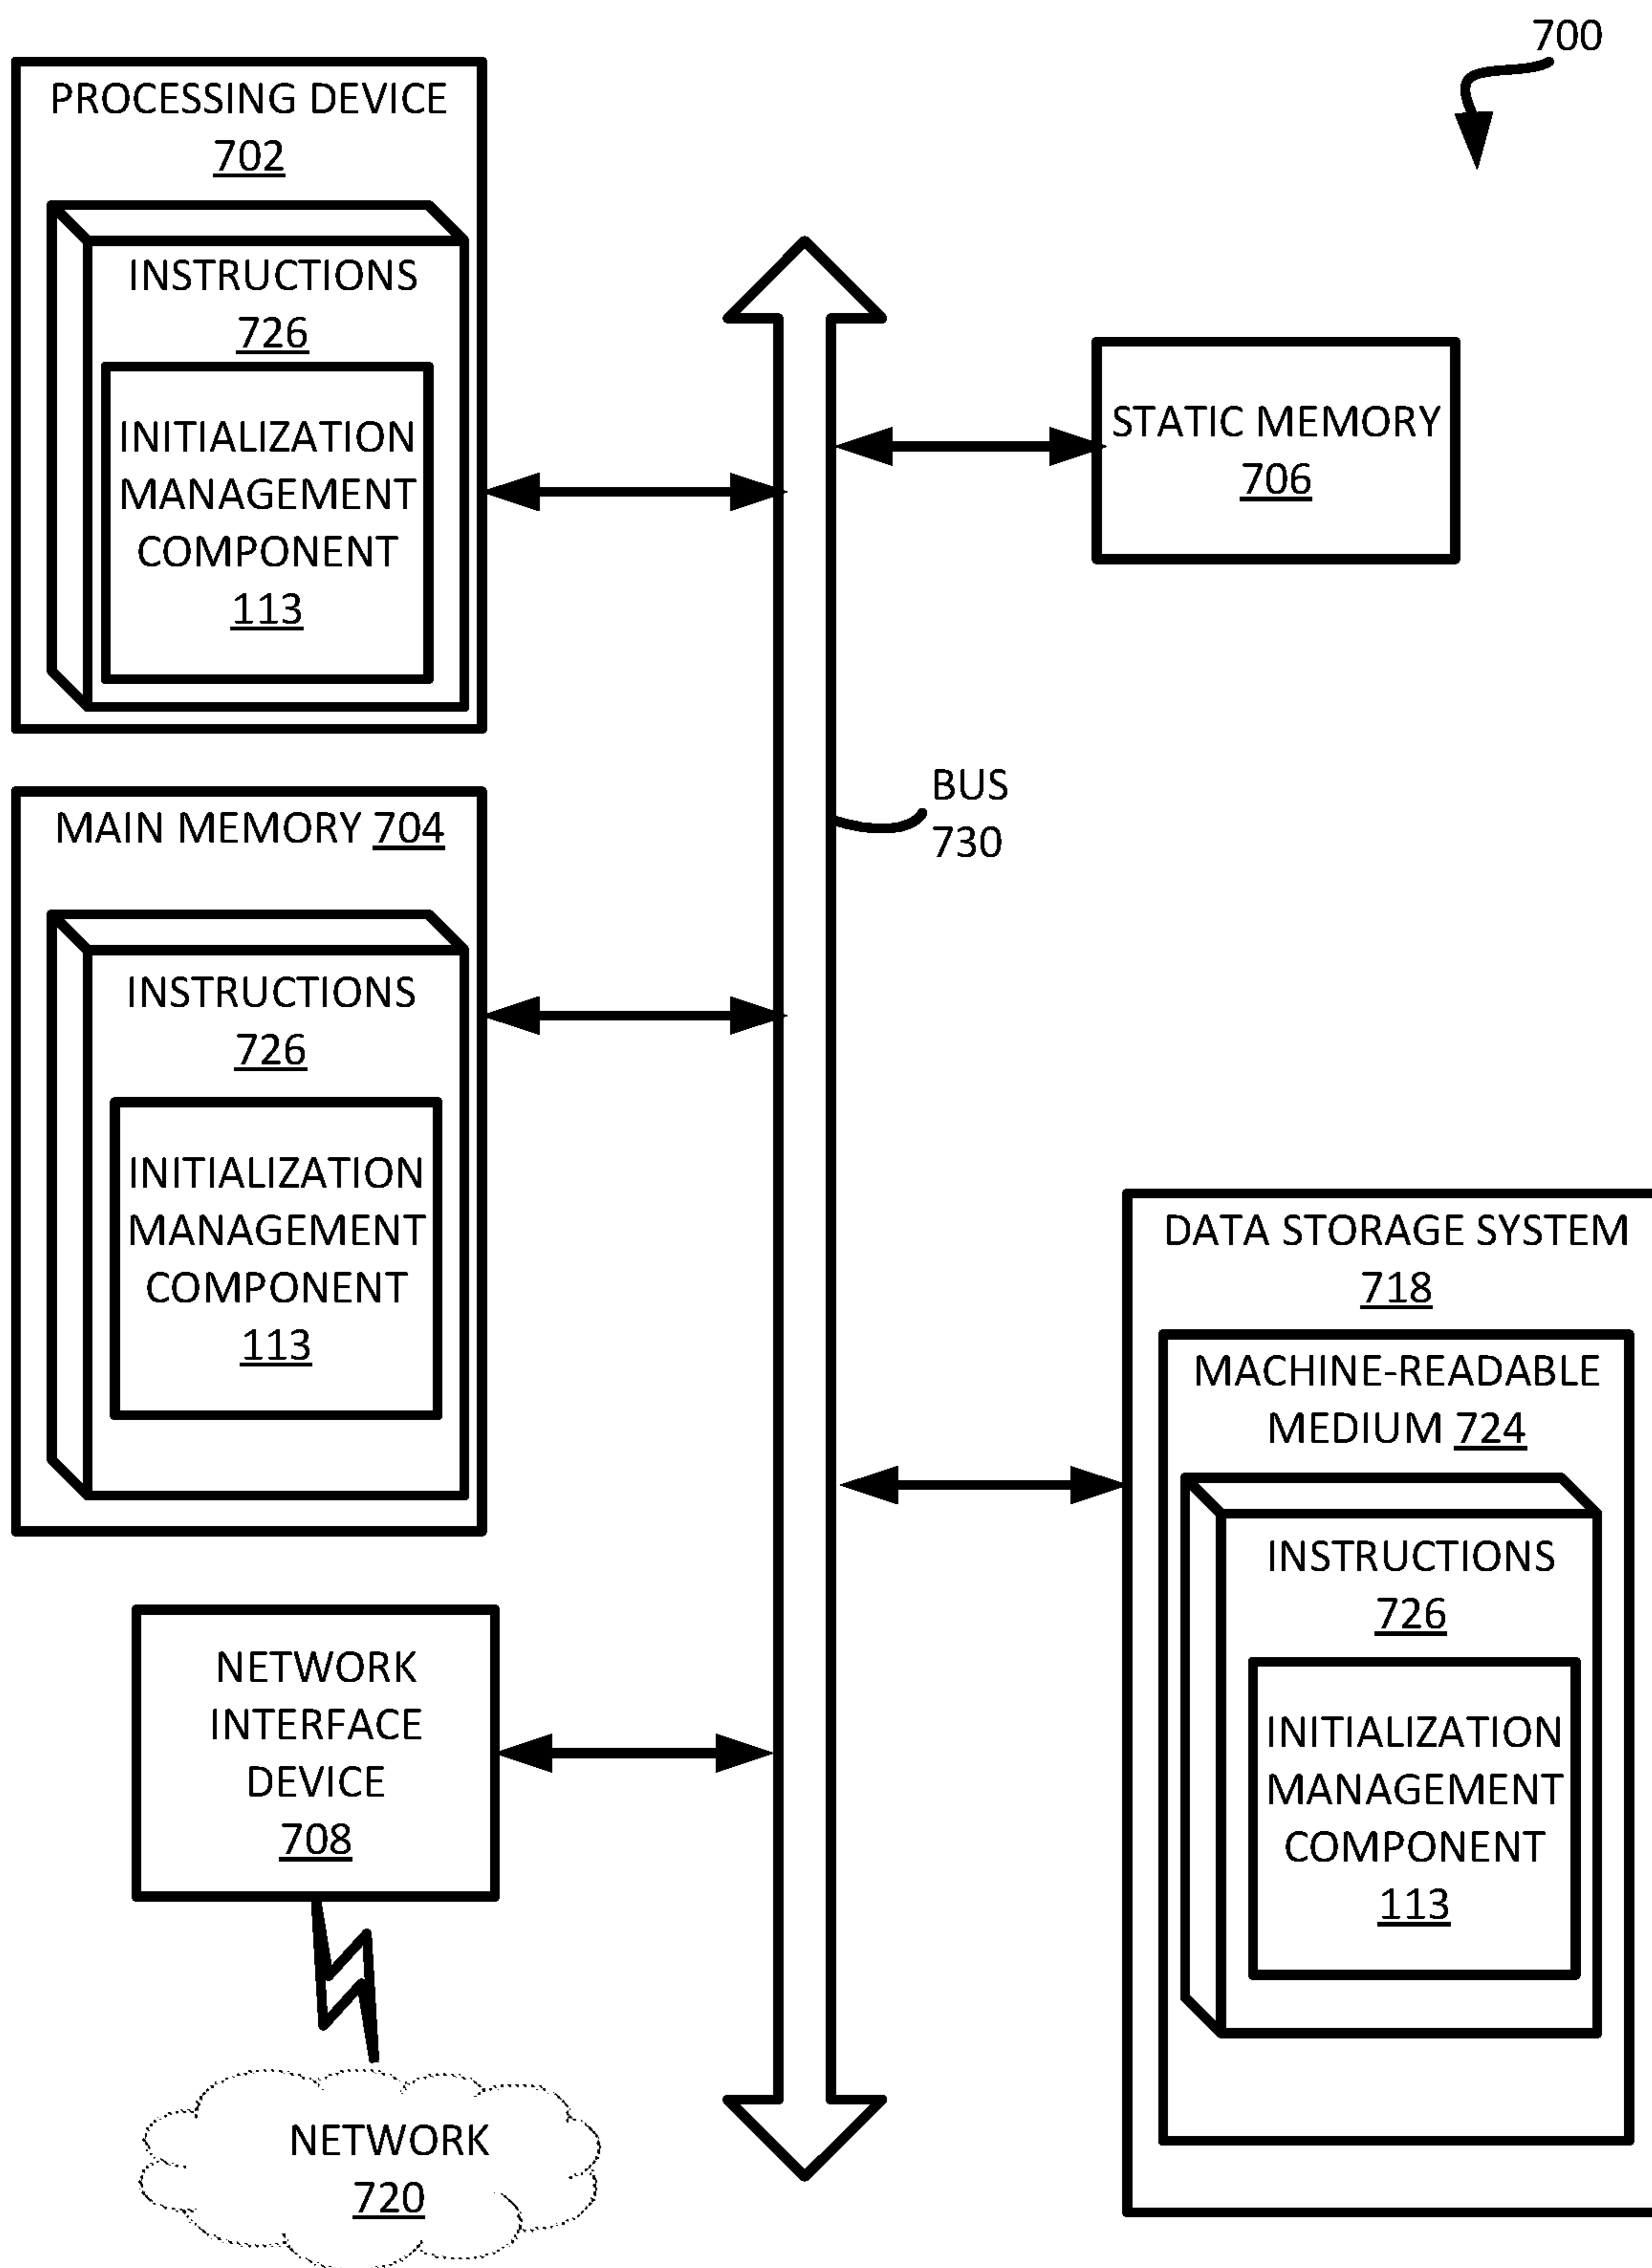 700
PROCESSING DEVICE
702
INSTRUCTIONS
726
INITIALIZATION
MANAGEMENT
COMPONENT
113
STATIC MEMORY
706
BUS
730
MAIN MEMORY 704
INSTRUCTIONS
726
INITIALIZATION
MANAGEMENT
COMPONENT
113
DATA STORAGE SYSTEM
718
MACHINE-READABLE
MEDIUM 724
INSTRUCTIONS
726
INITIALIZATION
MANAGEMENT
COMPONENT
113
NETWORK
INTERFACE
DEVICE
708
NETWORK
720